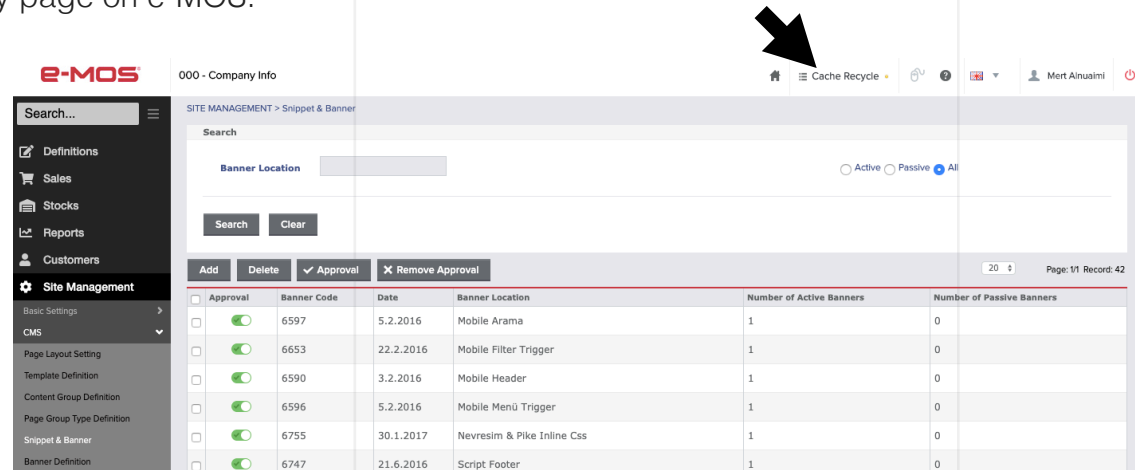 page on e-MOS.
e-MOS
000 - Company Info
Cache Recycle
Mert Ainuaimi
Search...
SITE MANAGEMENT > Snippet & Banner
Search
Definitions
Banner Location
Active Passive All
Sales
Stocks
Search Clear
Reports
Customers
Add Delete Approval Remove Approval 20 Page: 1/1 Record: 42
Site Management
Approval Banner Code Date Banner Location Number of Active Banners Number of Passive Banners
Basic Settings
6597 5.2.2016 Mobile Arama 1 0
CMS
Page Layout Setting
6653 22.2.2016 Mobile Filter Trigger 1 0
Template Definition
6590 3.2.2016 Mobile Header 1 0
Content Group Definition
6596 5.2.2016 Mobile Menü Trigger 1 0
Page Group Type Definition
6755 30.1.2017 Nevresim & Pike Inline Css 1 0
Snippet & Banner
Banner Definition
6747 21.6.2016 Script Footer 1 0